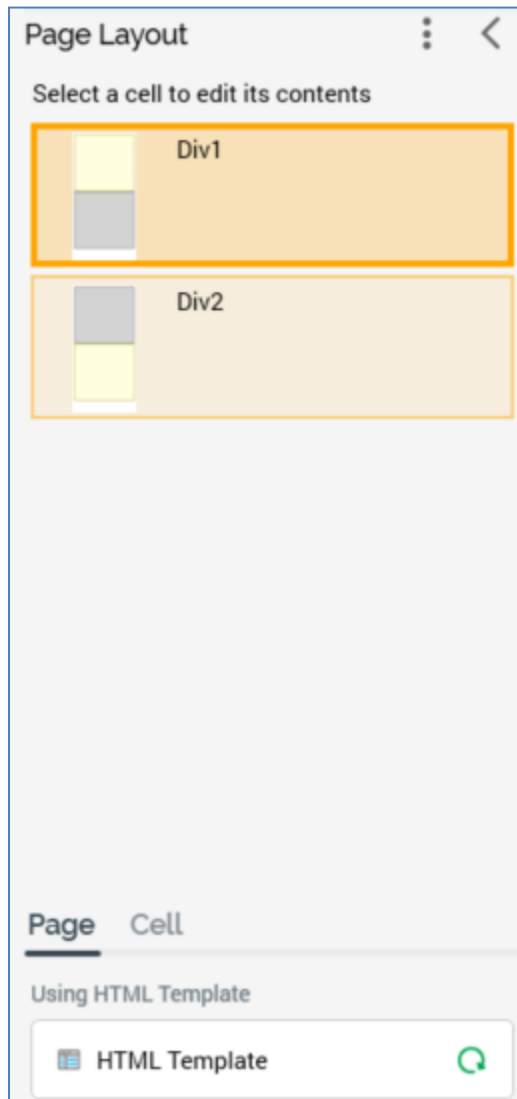 Page Layout
Select a cell to edit its contents
Div1
Div2
Page Cell
Using HTML Template
HTML Template